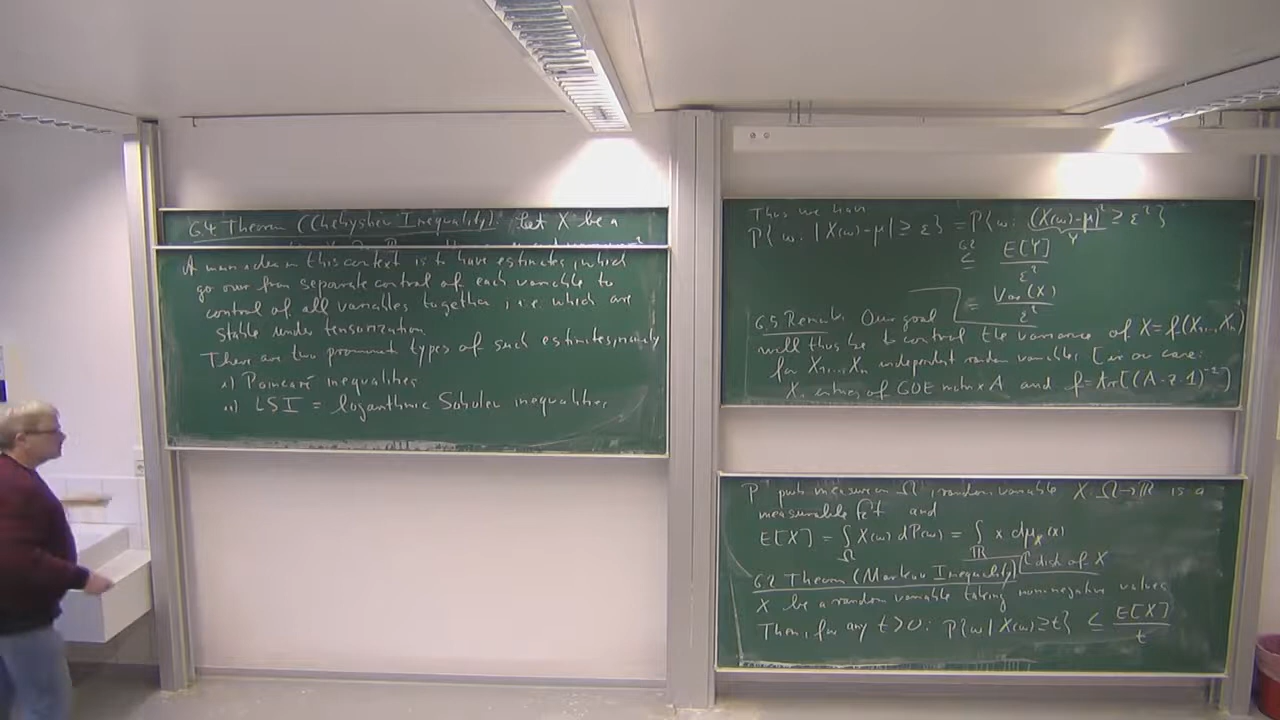 6.4 Theorem (Chebyshev Inequality): Let X be a
A main idea in this context is to have estimates, which
go over from separate control of each variable to
control of all variables together, i.e. which are
stable under tensorization.
There are two prominent types of such estimates, namely
i) Poincaré inequalities
ii) LSI = logarithmic Sobolev inequalities
Thus we have
P{ω: |X(ω)-μ| ≥ ε} = P{ω: (X(ω)-μ)² ≥ ε²}
Y
6.2
≤ E[Y]/ε²
= Var(X)/ε²
6.5 Remark: Our goal
will thus be to control the variance of X = f(X₁,...,Xₙ)
for X₁,...,Xₙ independent random variables [in our case:
Xᵢ entries of GOE matrix A and f = tr[(A-z·1)⁻¹]
P prob. measure on Ω, random variable X: Ω→ℝ is a
measurable fct and
E[X] = ∫_Ω X(ω) dP(ω) = ∫_ℝ x dμ_X(x)
distr. of X
6.2 Theorem (Markov Inequality)
X be a random variable taking nonnegative values
Then, for any t>0: P{ω | X(ω) ≥ t} ≤ E[X]/t